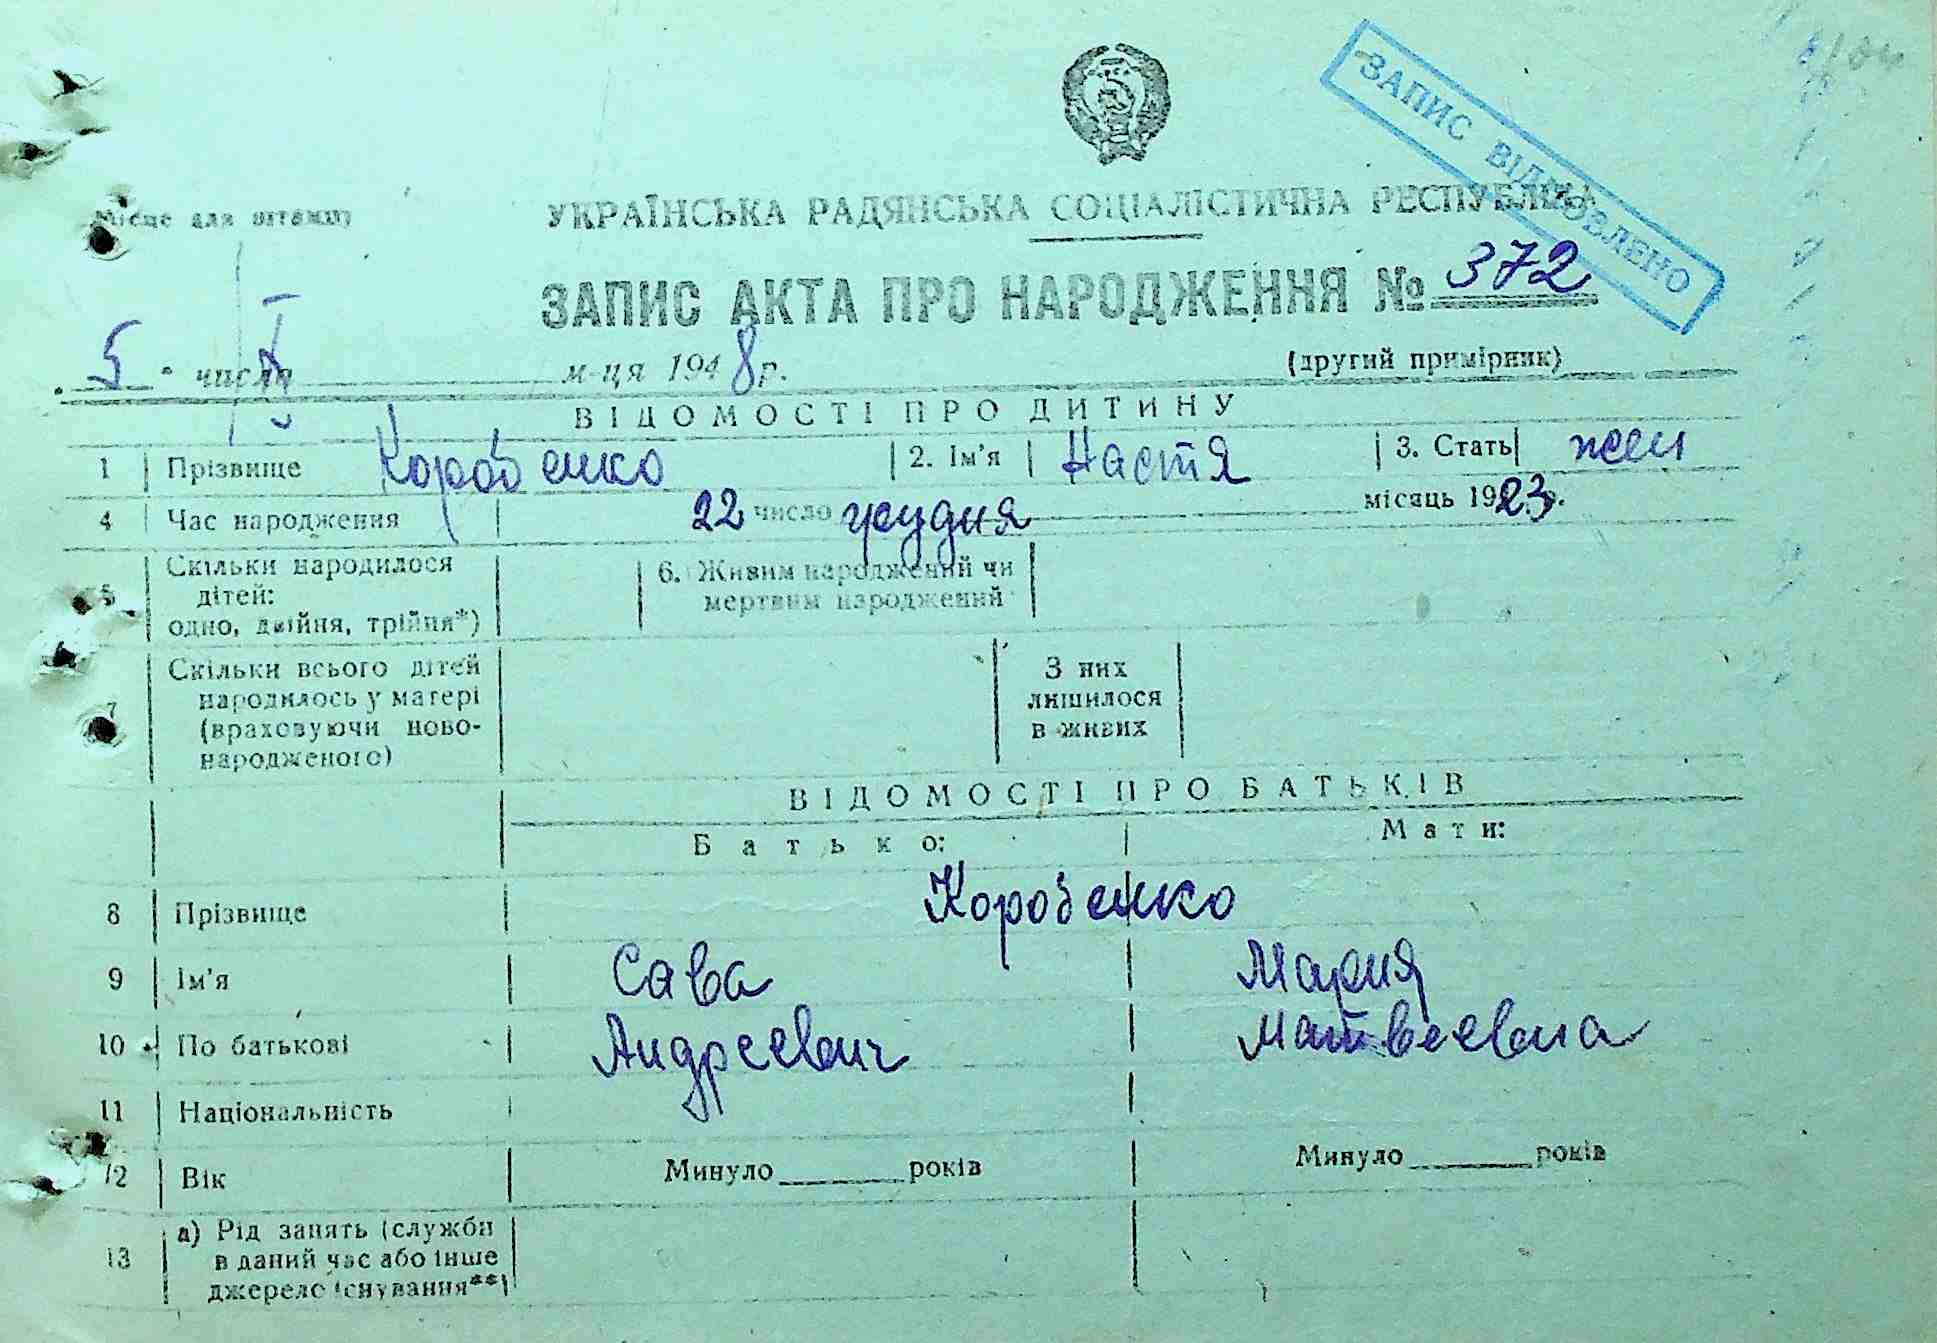 ЗАПИС ВІДНОВЛЕНО
Місце для штампу
УКРАЇНСЬКА РАДЯНСЬКА СОЦІАЛІСТИЧНА РЕСПУБЛІКА
ЗАПИС АКТА ПРО НАРОДЖЕННЯ № 372
"5" числа X м-ця 1948 р.
(другий примірник)
ВІДОМОСТІ ПРО ДИТИНУ
1 Прізвище Коробенко 2. Ім'я Настя 3. Стать жен
4 Час народження 22 число грудня місяць 1923 р.
5 Скільки народилося дітей: одно, двійня, трійня*) 6. Живим народжений чи мертвим народжений
7 Скільки всього дітей народилось у матері (враховуючи ново-народженого) З них лишилося в живих
ВІДОМОСТІ ПРО БАТЬКІВ
Батько: Мати:
8 Прізвище Коробенко
9 Ім'я Сава Мария
10 По батькові Андреевич Матвеевна
11 Національність
12 Вік Минуло ______ років Минуло ______ років
13 а) Рід занять (служби в даний час або інше джерело існування**)